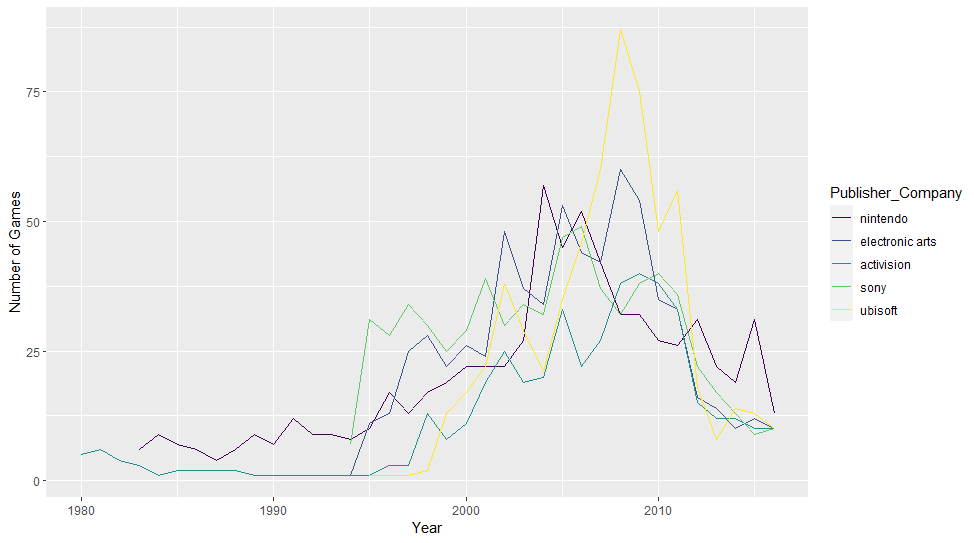 75
50
25
0
Number of Games
1980
1990
2000
2010
Year
Publisher_Company
nintendo
electronic arts
activision
sony
ubisoft